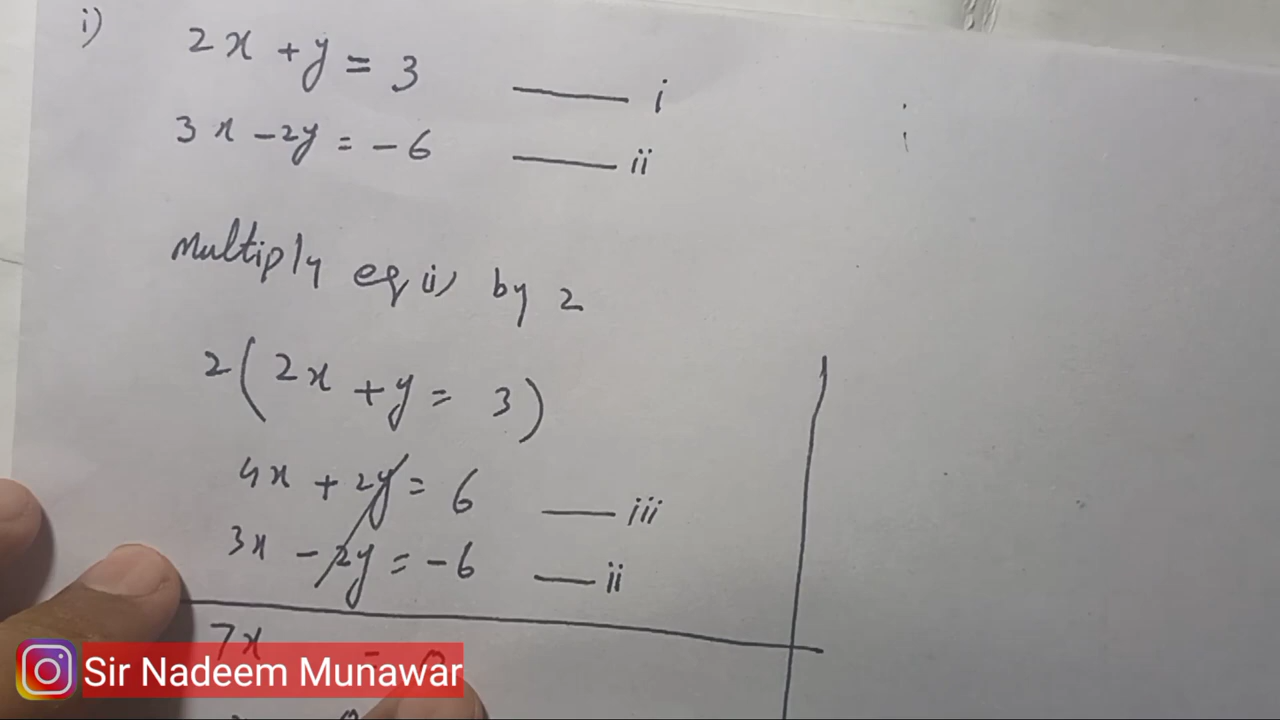 i)
2x + y = 3 —— i
3x - 2y = -6 —— ii
Multiply eq (i) by 2
2(2x + y = 3)
4x + 2y = 6 —— iii
3x - 2y = -6 —— ii
7x =
Sir Nadeem Munawar